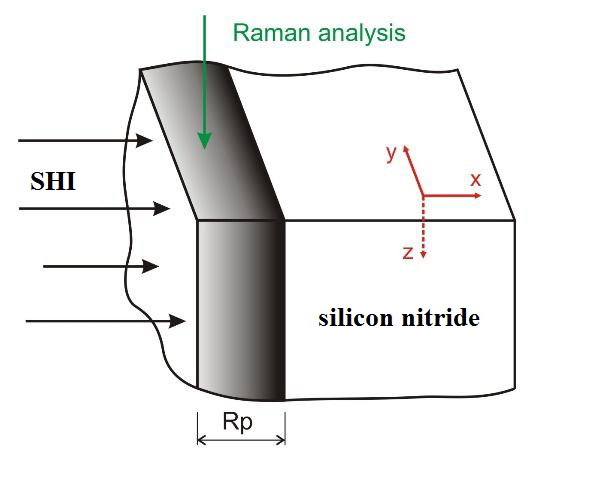 Raman analysis
SHI
y
x
z
silicon nitride
Rp